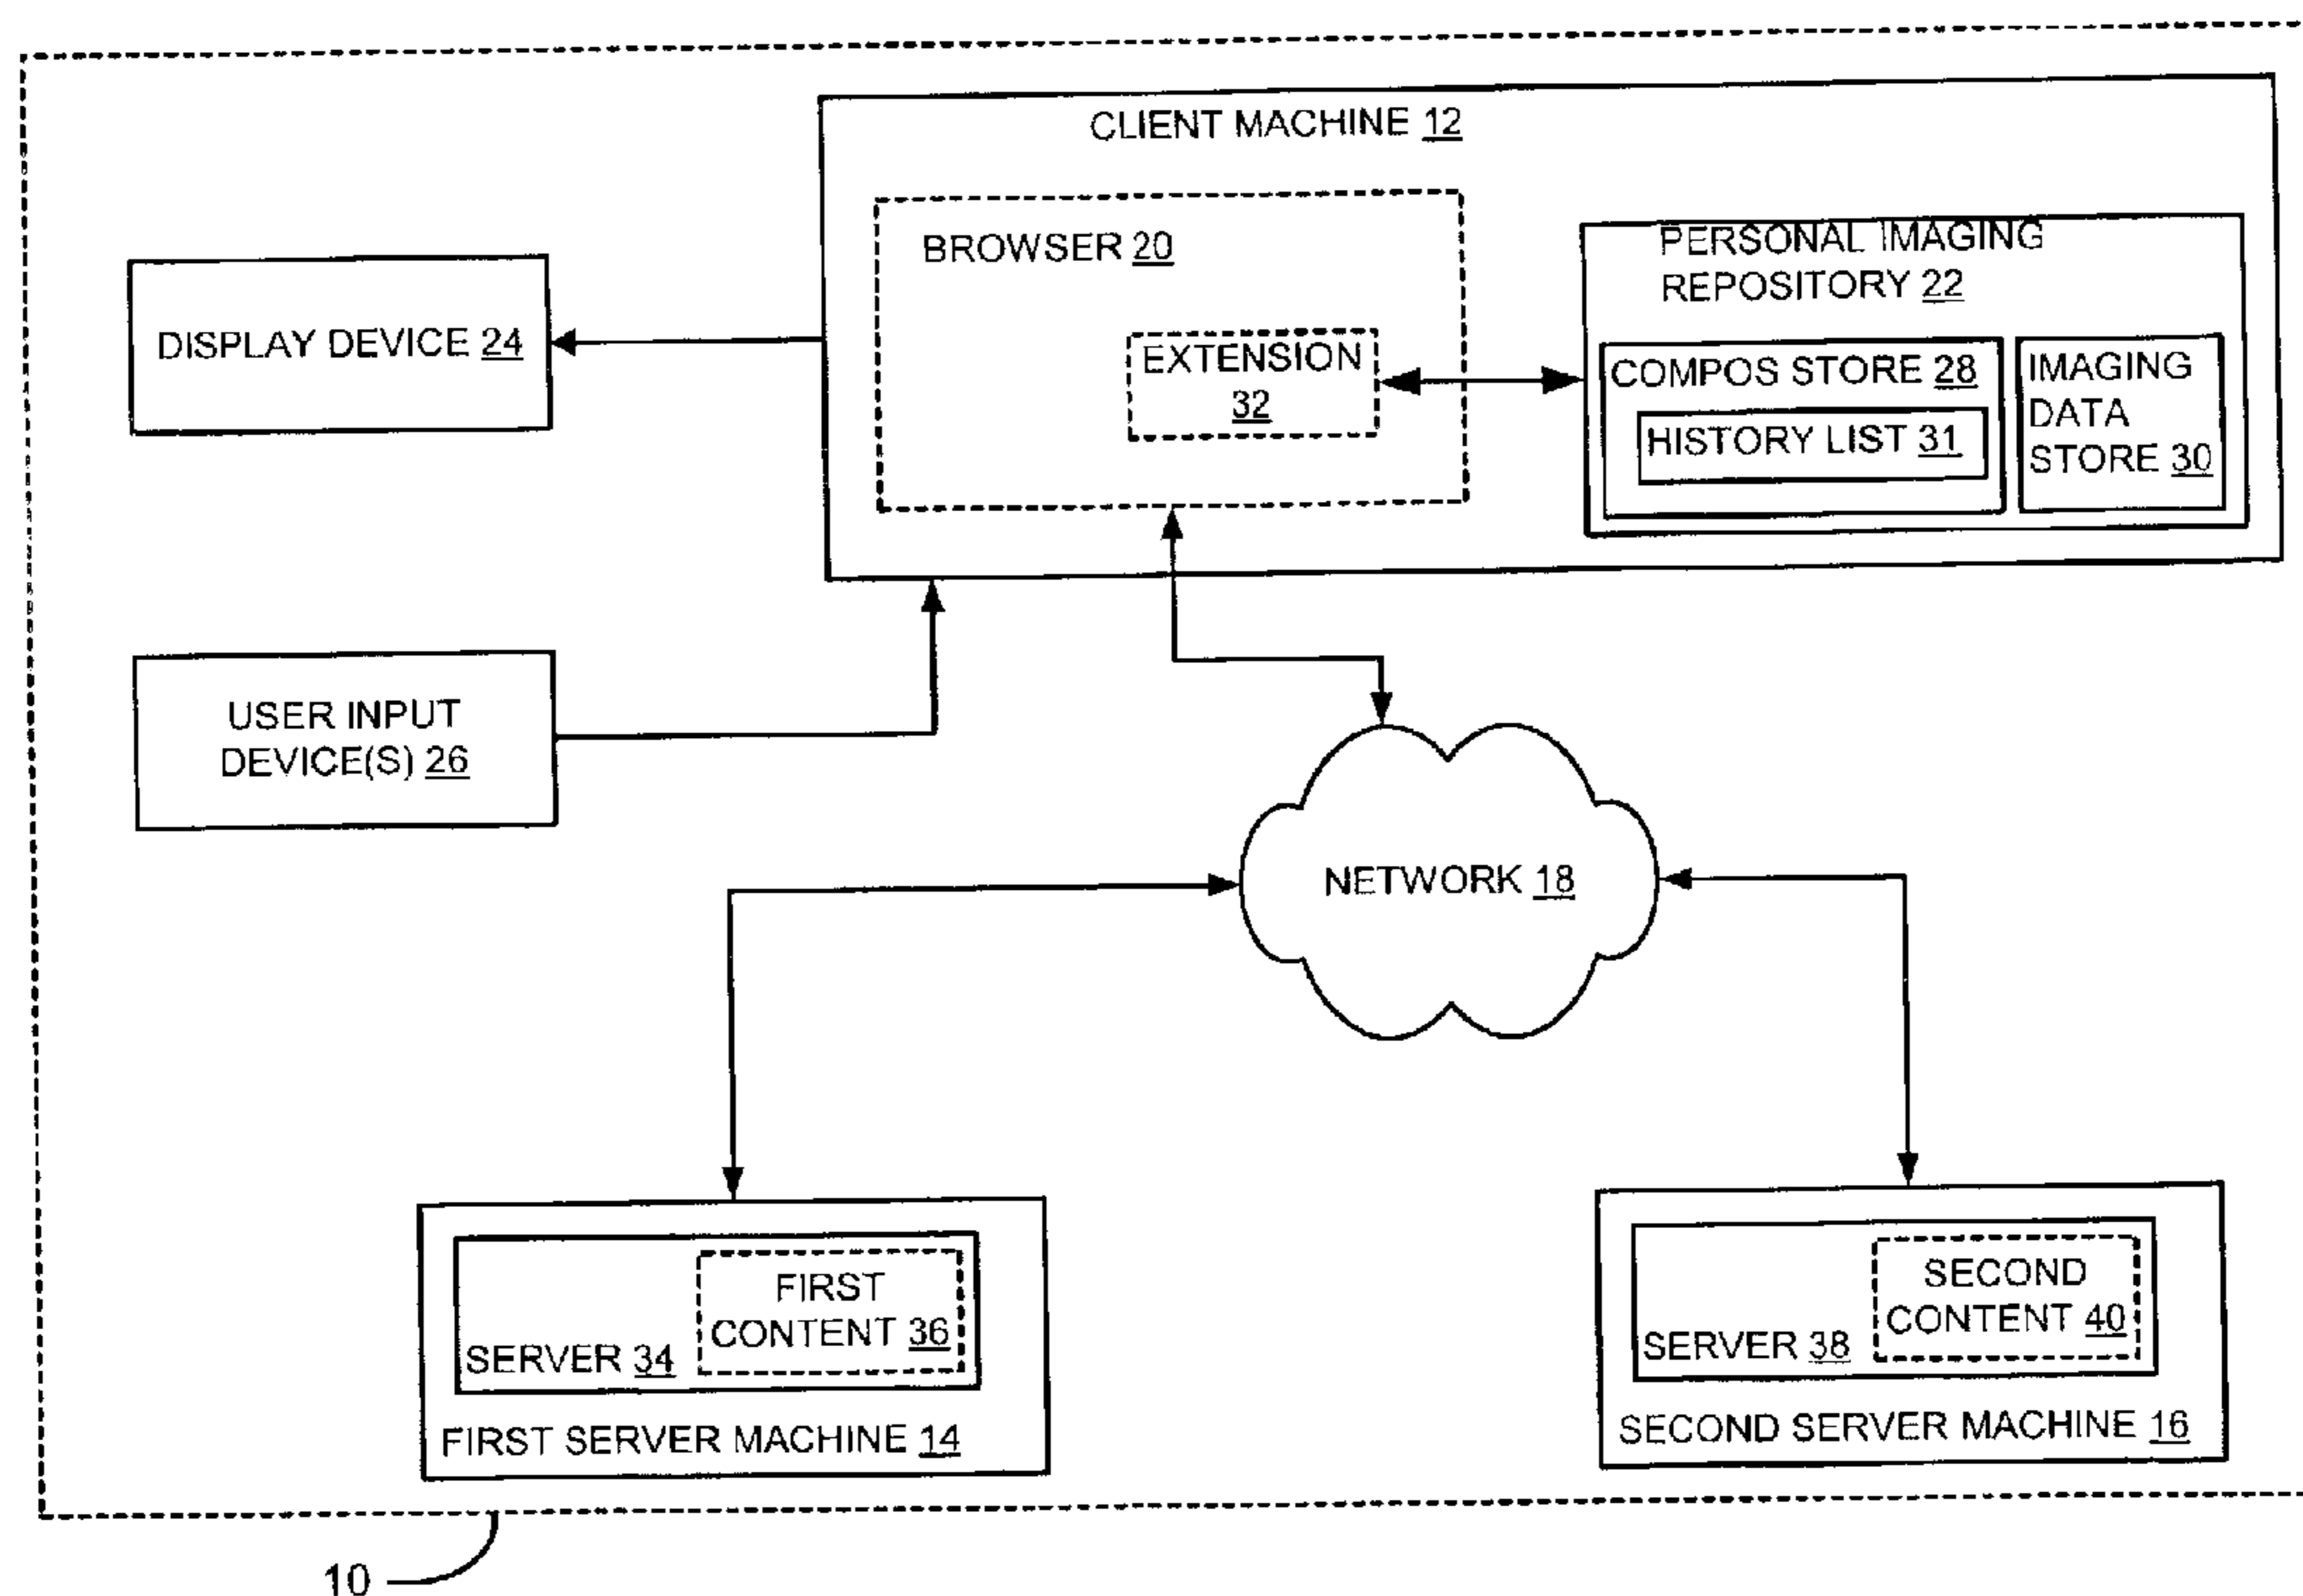 CLIENT MACHINE 12
BROWSER 20
EXTENSION
32
PERSONAL IMAGING
REPOSITORY 22
COMPOS STORE 28
HISTORY LIST 31
IMAGING
DATA
STORE 30
DISPLAY DEVICE 24
USER INPUT
DEVICE(S) 26
NETWORK 18
FIRST
CONTENT 36
SERVER 34
FIRST SERVER MACHINE 14
SECOND
CONTENT 40
SERVER 38
SECOND SERVER MACHINE 16
10